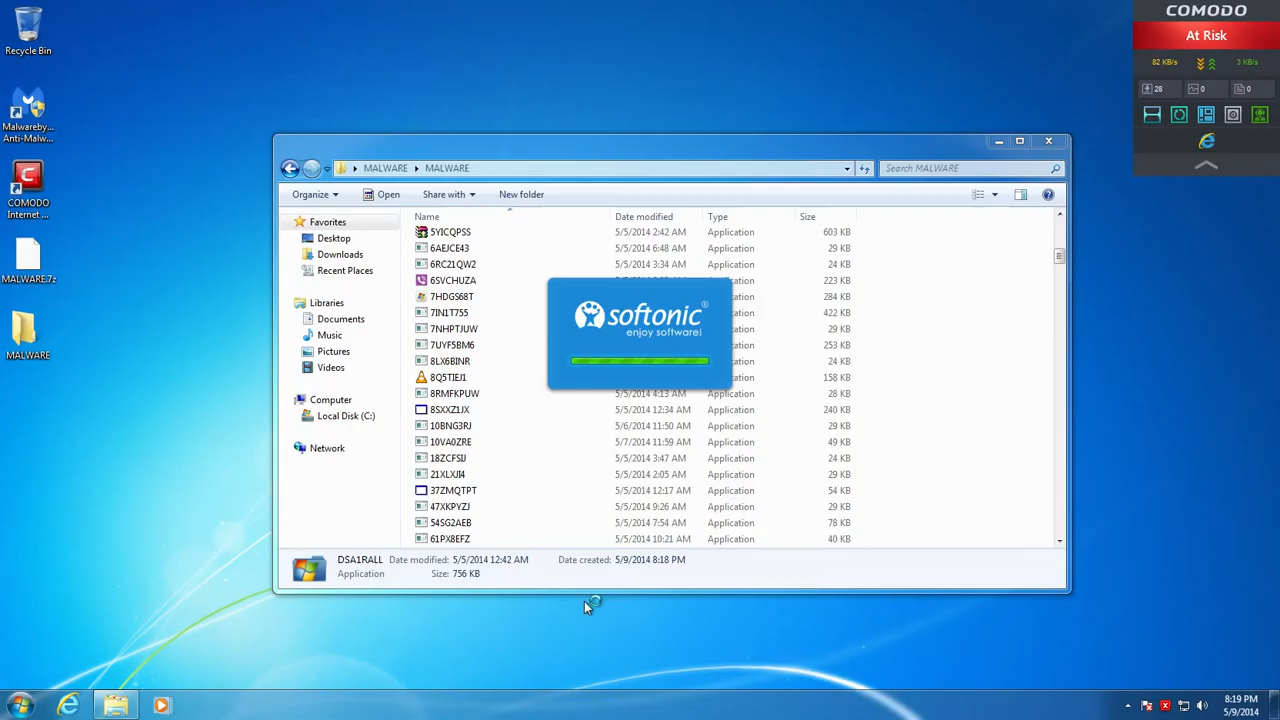 Recycle Bin
Malwareby...
Anti-Malw...
COMODO
Internet ...
MALWARE.7z
MALWARE
COMODO
At Risk
82 KB/s
3 KB/s
28
0
0
MALWARE
MALWARE
Search MALWARE
Organize
Open
Share with
New folder
Favorites
Desktop
Downloads
Recent Places
Libraries
Documents
Music
Pictures
Videos
Computer
Local Disk (C:)
Network
Name Date modified Type Size
5YICQPSS 5/5/2014 2:42 AM Application 603 KB
6AEJCE43 5/5/2014 6:48 AM Application 29 KB
6RC21QW2 5/5/2014 3:34 AM Application 24 KB
6SVCHUZA Application 380 KB
7HDGS68T Application 284 KB
7IN1T755 Application 422 KB
7NHPTJUW Application 29 KB
7UYF5BM6 Application 253 KB
8LX6BINR Application 24 KB
8Q5TIEJ1 Application 158 KB
8RMFKPUW 5/5/2014 4:13 AM Application 28 KB
8SXXZ1JX 5/5/2014 12:34 AM Application 240 KB
10BNG3RJ 5/6/2014 11:50 AM Application 29 KB
10VA0ZRE 5/7/2014 11:59 AM Application 49 KB
18ZCFSIJ 5/5/2014 3:47 AM Application 24 KB
21XLXJI4 5/5/2014 2:05 AM Application 29 KB
37ZMQTPT 5/5/2014 12:17 AM Application 54 KB
47XKPYZJ 5/5/2014 9:26 AM Application 29 KB
54SG2AEB 5/5/2014 7:54 AM Application 78 KB
61PX8EFZ 5/5/2014 10:21 AM Application 40 KB
softonic®
enjoy software!
DSA1RALL Date modified: 5/5/2014 12:42 AM Date created: 5/9/2014 8:18 PM
Application Size: 756 KB
8:19 PM
5/9/2014